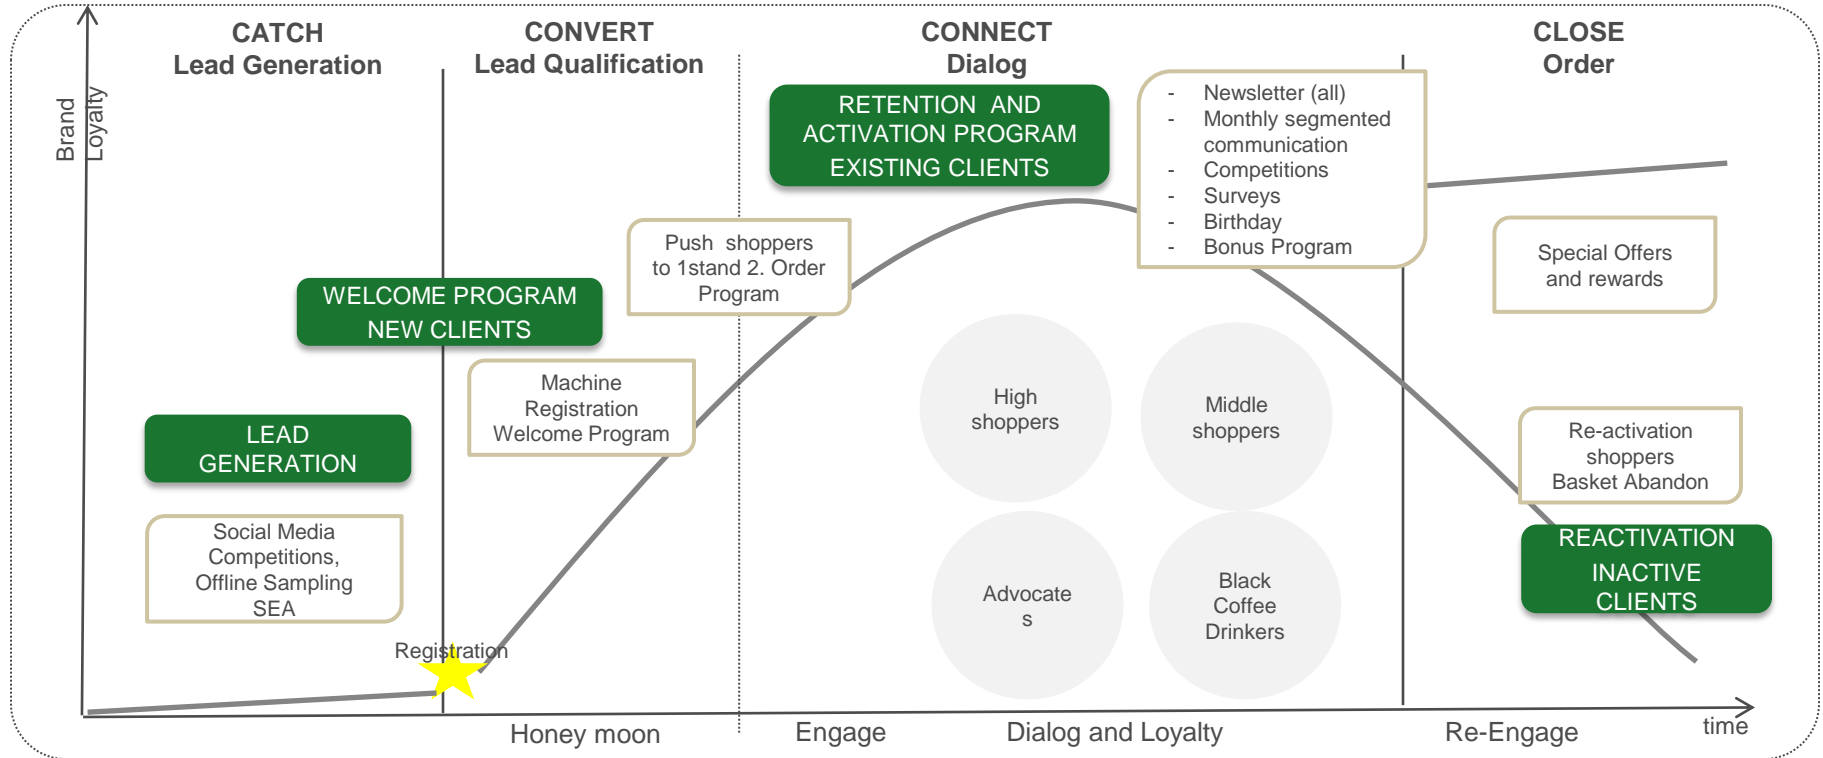 CATCH
Lead Generation
CONVERT
Lead Qualification
CONNECT
Dialog
CLOSE
Order
Brand
Loyalty
RETENTION AND
ACTIVATION PROGRAM
EXISTING CLIENTS
- Newsletter (all)
- Monthly segmented
communication
- Competitions
- Surveys
- Birthday
- Bonus Program
Push shoppers
to 1stand 2. Order
Program
Special Offers
and rewards
WELCOME PROGRAM
NEW CLIENTS
Machine
Registration
Welcome Program
High
shoppers
Middle
shoppers
LEAD
GENERATION
Re-activation
shoppers
Basket Abandon
Social Media
Competitions,
Offline Sampling
SEA
REACTIVATION
INACTIVE
CLIENTS
Advocate
s
Black
Coffee
Drinkers
Registration
Honey moon
Engage
Dialog and Loyalty
Re-Engage
time